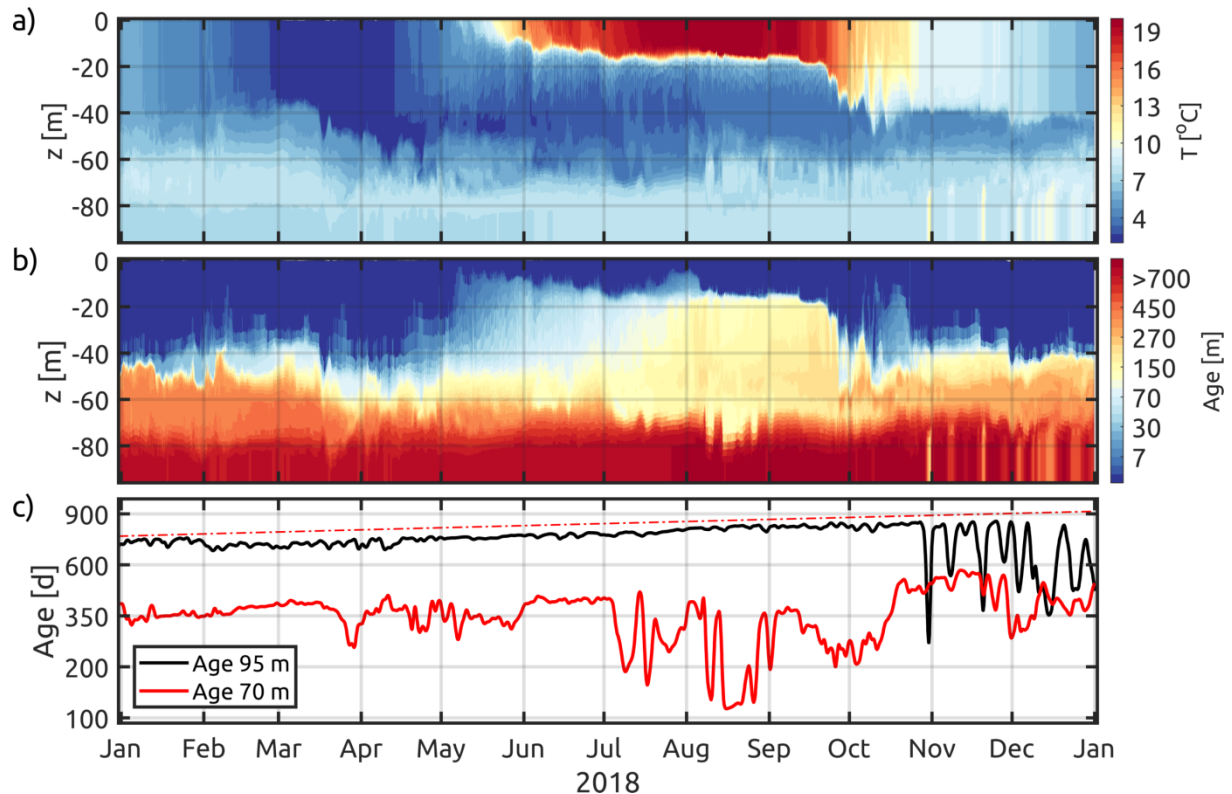 a)
0
-20
-40
-60
-80
z [m]
19
16
13
10
7
4
T [°C]
b)
0
-20
-40
-60
-80
z [m]
>700
450
270
150
70
30
7
Age [m]
c)
900
600
350
200
100
Age [d]
Age 95 m
Age 70 m
Jan Feb Mar Apr May Jun Jul Aug Sep Oct Nov Dec Jan
2018